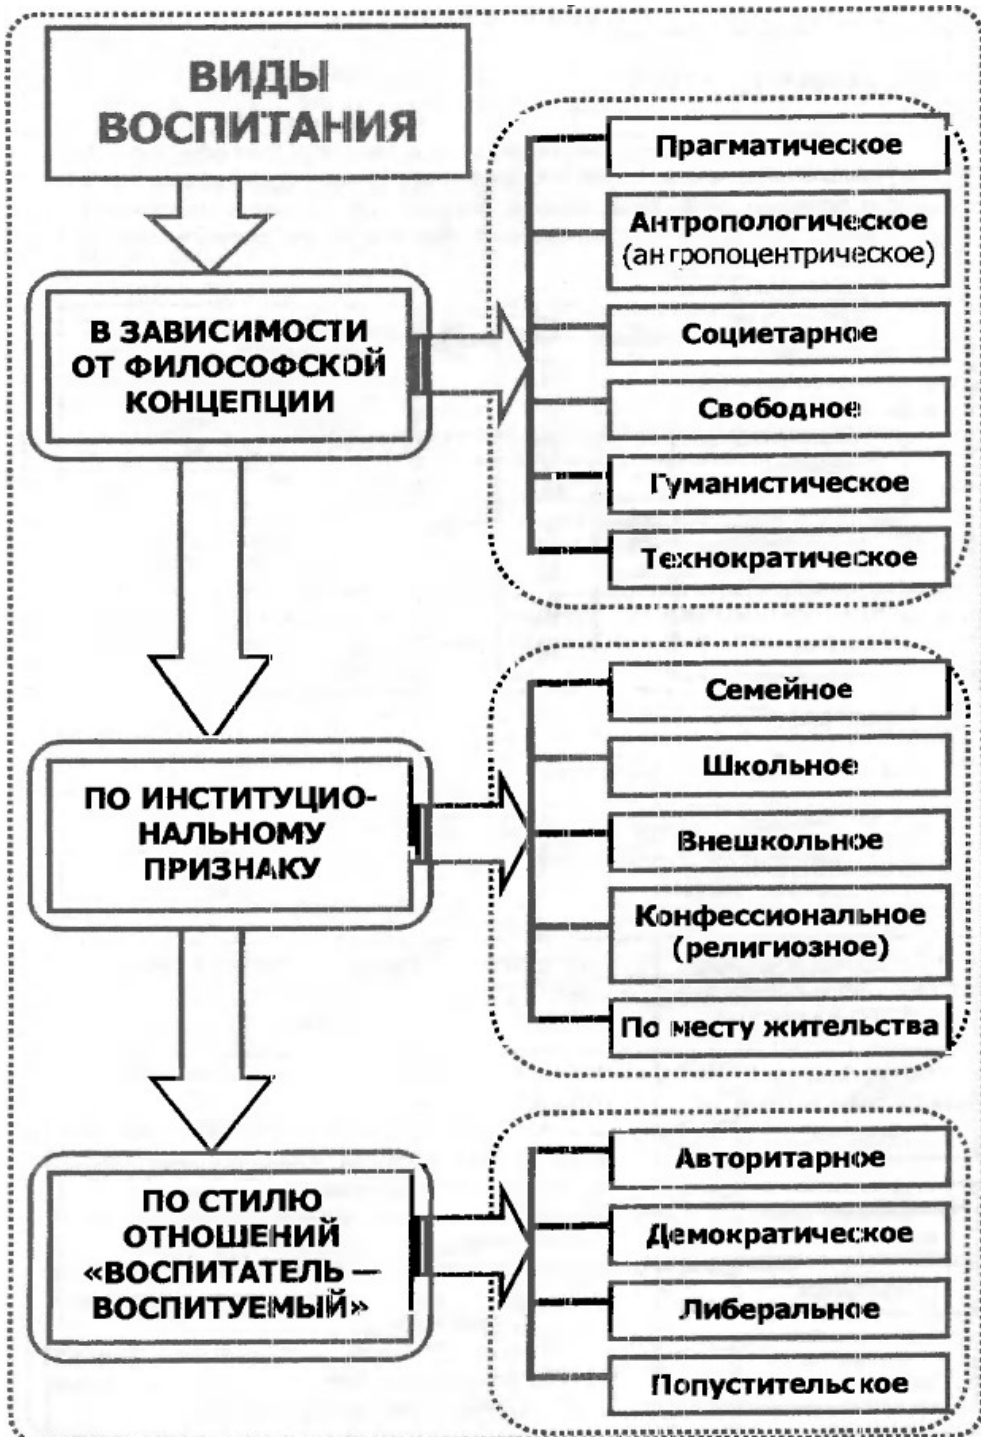 ВИДЫ
ВОСПИТАНИЯ
В ЗАВИСИМОСТИ
ОТ ФИЛОСОФСКОЙ
КОНЦЕПЦИИ
Прагматическое
Антропологическое
(антропоцентрическое)
Социетарное
Свободное
Гуманистическое
Технократическое
ПО ИНСТИТУЦИО-
НАЛЬНОМУ
ПРИЗНАКУ
Семейное
Школьное
Внешкольное
Конфессиональное
(религиозное)
По месту жительства
ПО СТИЛЮ
ОТНОШЕНИЙ
«ВОСПИТАТЕЛЬ —
ВОСПИТУЕМЫЙ»
Авторитарное
Демократическое
Либеральное
Попустительское